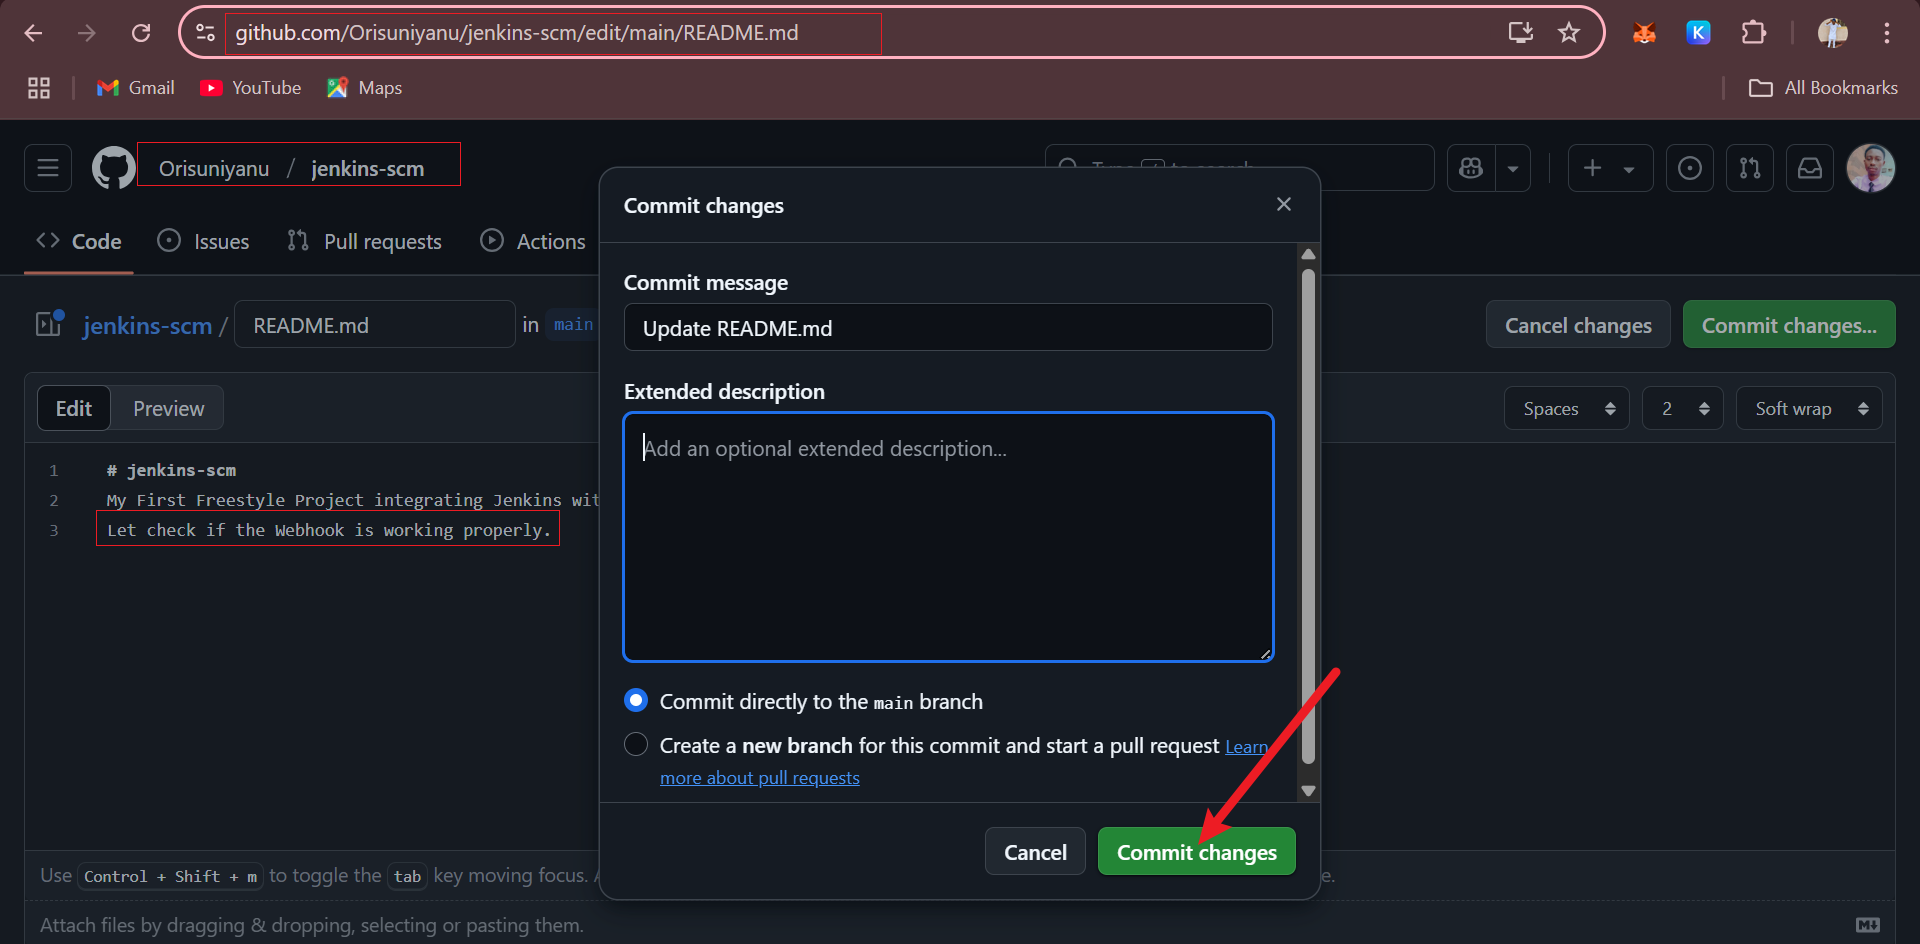 github.com/Orisuniyanu/jenkins-scm/edit/main/README.md
Gmail YouTube Maps All Bookmarks
Orisuniyanu / jenkins-scm
Code Issues Pull requests Actions
jenkins-scm / README.md in main
Cancel changes Commit changes...
Edit Preview
Spaces 2 Soft wrap
1 # jenkins-scm
2 My First Freestyle Project integrating Jenkins
3 Let check if the Webhook is working properly.
Commit changes
Commit message
Update README.md
Extended description
Add an optional extended description...
Commit directly to the main branch
Create a new branch for this commit and start a pull request Learn
more about pull requests
Cancel Commit changes
Use Control + Shift + m to toggle the tab key moving focus.
Attach files by dragging & dropping, selecting or pasting them.